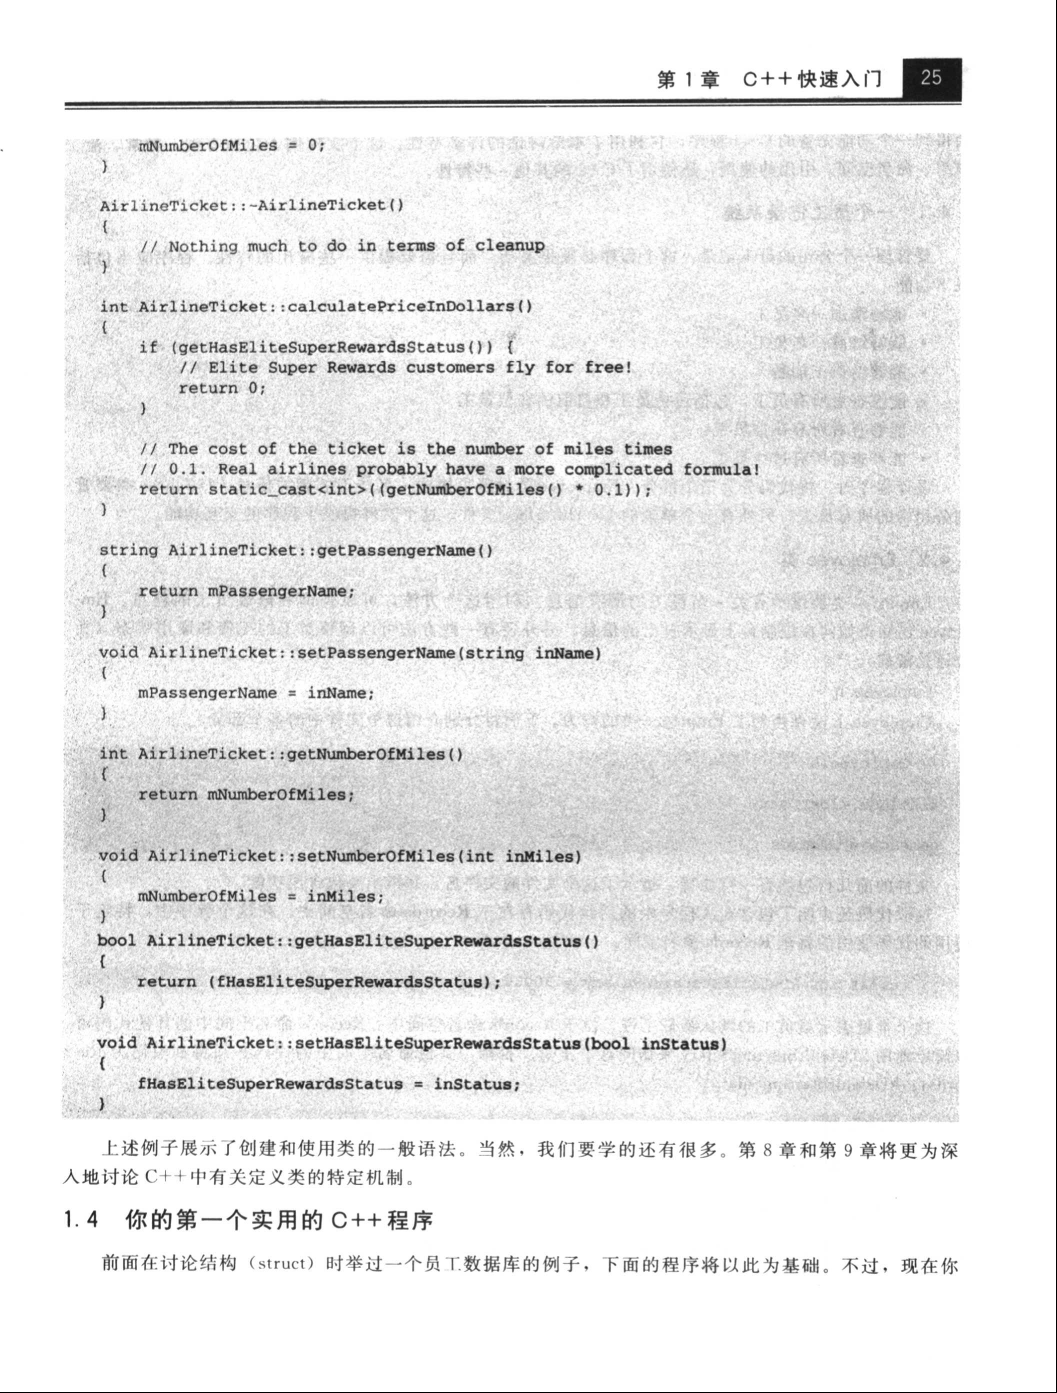 第 1 章 C++快速入门 25
mNumberOfMiles = 0;
}
AirlineTicket::~AirlineTicket()
{
// Nothing much to do in terms of cleanup
}
int AirlineTicket::calculatePriceInDollars()
{
if (getHasEliteSuperRewardsStatus()) {
// Elite Super Rewards customers fly for free!
return 0;
}
// The cost of the ticket is the number of miles times
// 0.1. Real airlines probably have a more complicated formula!
return static_cast<int>((getNumberOfMiles() * 0.1));
}
string AirlineTicket::getPassengerName()
{
return mPassengerName;
}
void AirlineTicket::setPassengerName(string inName)
{
mPassengerName = inName;
}
int AirlineTicket::getNumberOfMiles()
{
return mNumberOfMiles;
}
void AirlineTicket::setNumberOfMiles(int inMiles)
{
mNumberOfMiles = inMiles;
}
bool AirlineTicket::getHasEliteSuperRewardsStatus()
{
return (fHasEliteSuperRewardsStatus);
}
void AirlineTicket::setHasEliteSuperRewardsStatus(bool inStatus)
{
fHasEliteSuperRewardsStatus = inStatus;
}
上述例子展示了创建和使用类的一般语法。当然，我们要学的还有很多。第 8 章和第 9 章将更为深
入地讨论 C++中有关定义类的特定机制。
1.4 你的第一个实用的 C++程序
前面在讨论结构（struct）时举过一个员工数据库的例子，下面的程序将以此为基础。不过，现在你